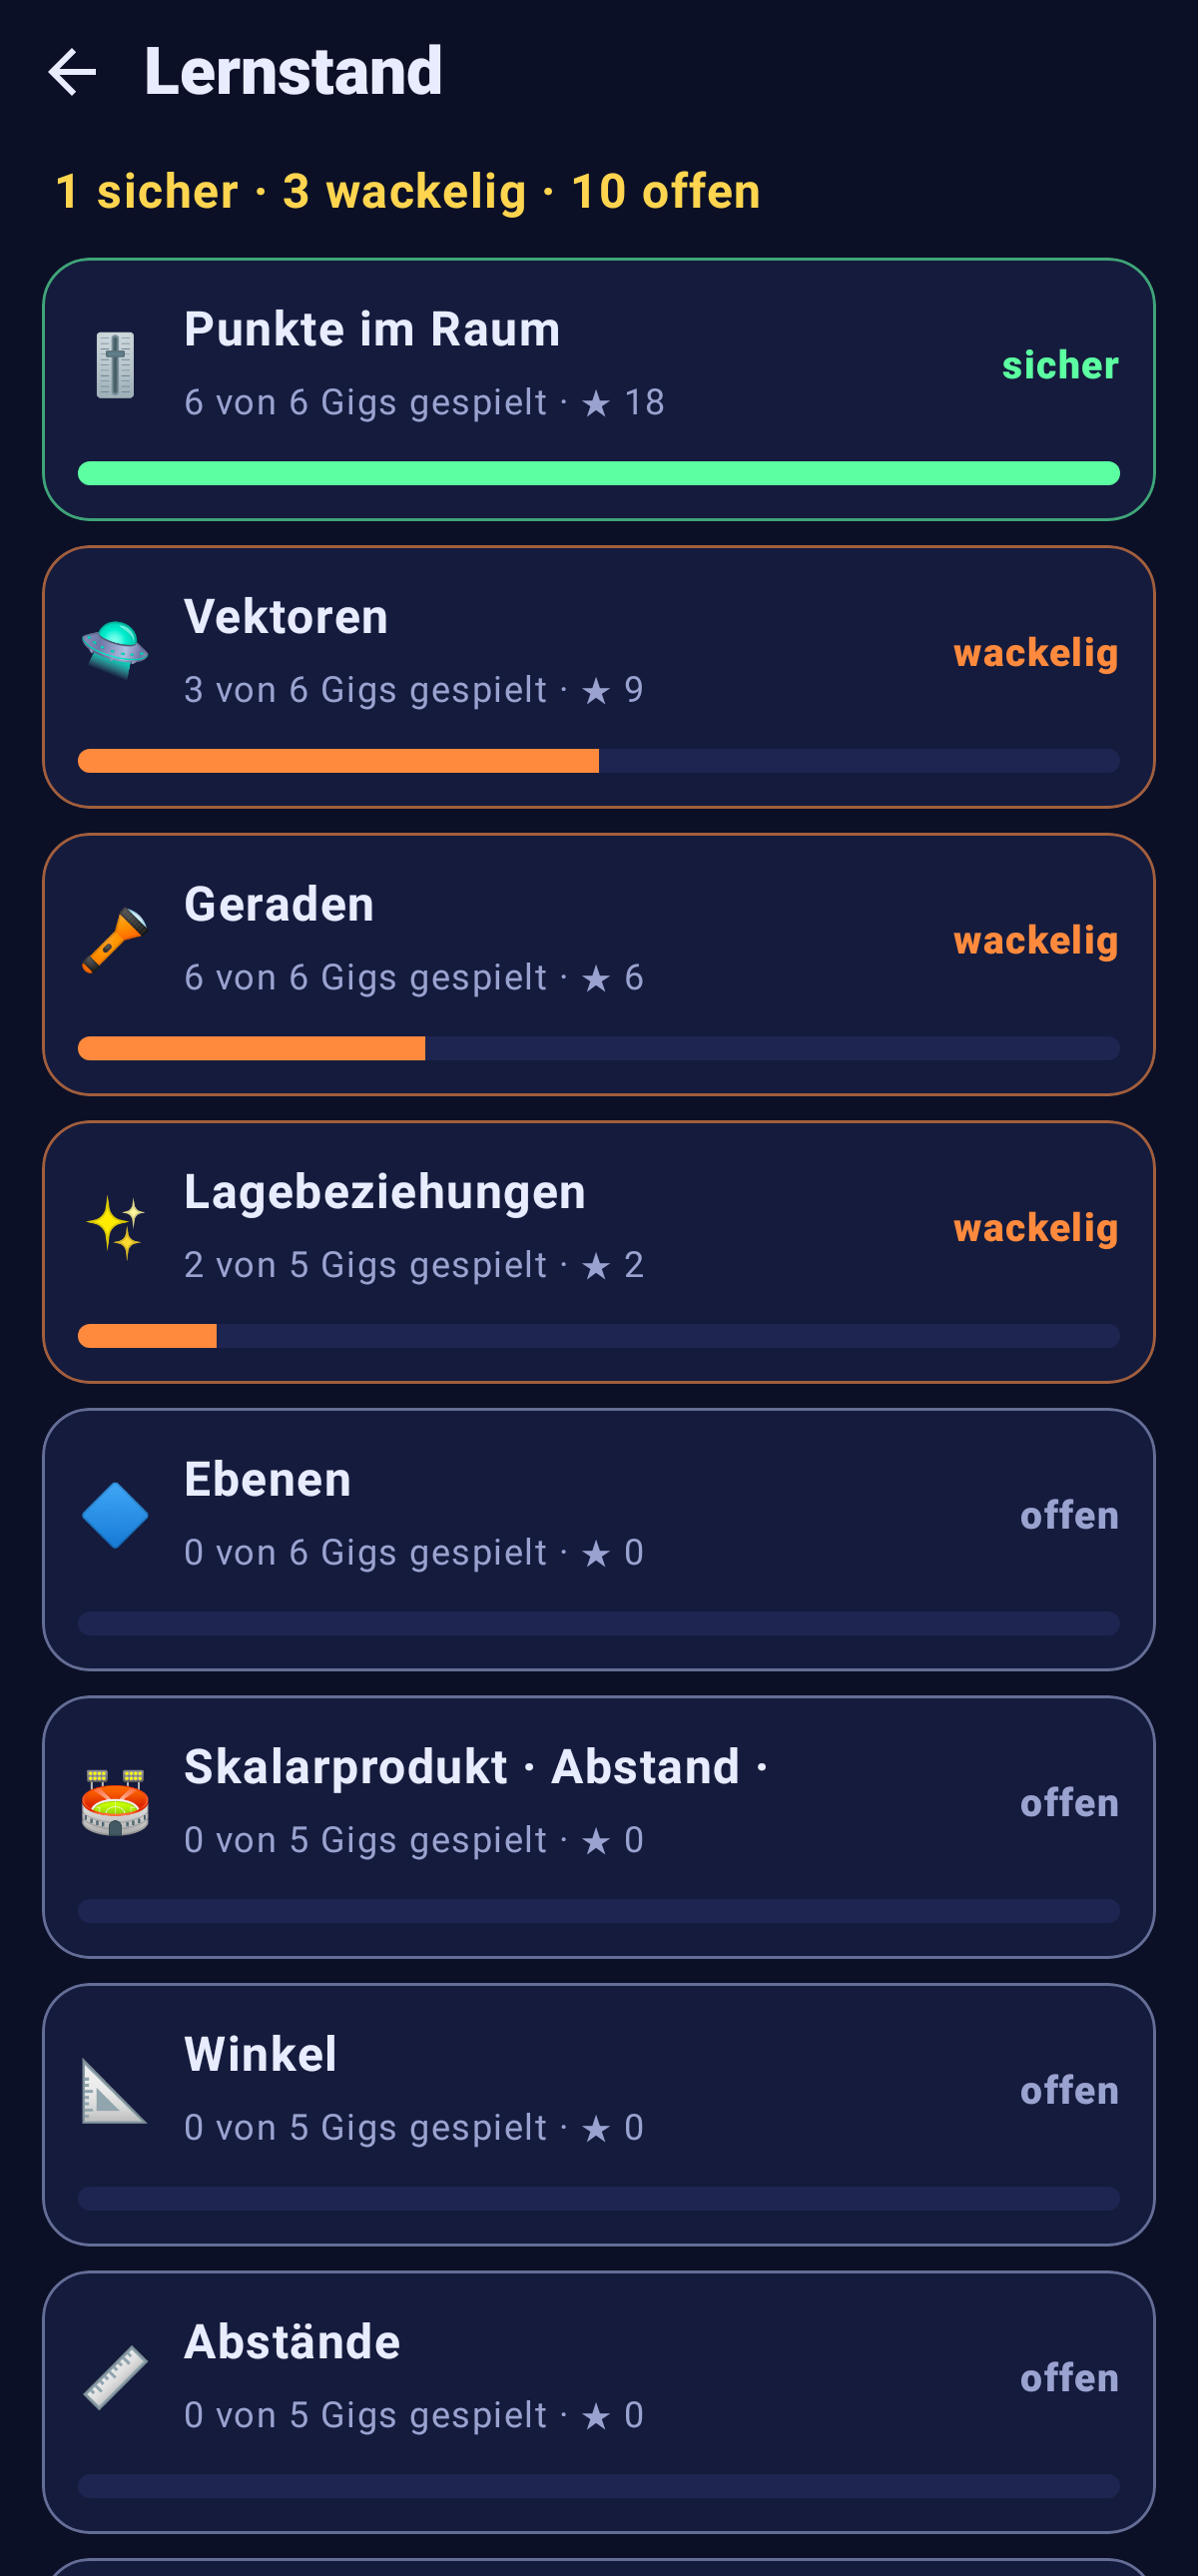 Lernstand
1 sicher · 3 wackelig · 10 offen
Punkte im Raum
6 von 6 Gigs gespielt · ★ 18
sicher
Vektoren
3 von 6 Gigs gespielt · ★ 9
wackelig
Geraden
6 von 6 Gigs gespielt · ★ 6
wackelig
Lagebeziehungen
2 von 5 Gigs gespielt · ★ 2
wackelig
Ebenen
0 von 6 Gigs gespielt · ★ 0
offen
Skalarprodukt · Abstand ·
0 von 5 Gigs gespielt · ★ 0
offen
Winkel
0 von 5 Gigs gespielt · ★ 0
offen
Abstände
0 von 5 Gigs gespielt · ★ 0
offen